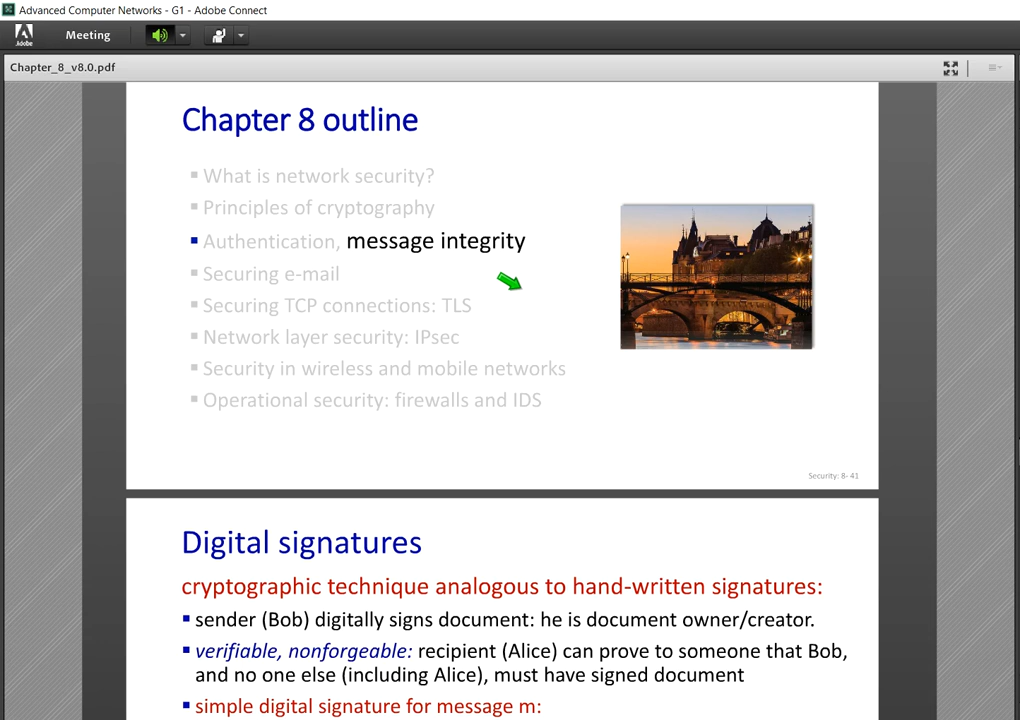 Advanced Computer Networks - G1 - Adobe Connect
Adobe
Meeting
Chapter_8_v8.0.pdf
Chapter 8 outline
▪ What is network security?
▪ Principles of cryptography
▪ Authentication, message integrity
▪ Securing e-mail
▪ Securing TCP connections: TLS
▪ Network layer security: IPsec
▪ Security in wireless and mobile networks
▪ Operational security: firewalls and IDS
Security: 8- 41
Digital signatures
cryptographic technique analogous to hand-written signatures:
▪ sender (Bob) digitally signs document: he is document owner/creator.
▪ verifiable, nonforgeable: recipient (Alice) can prove to someone that Bob,
and no one else (including Alice), must have signed document
▪ simple digital signature for message m: